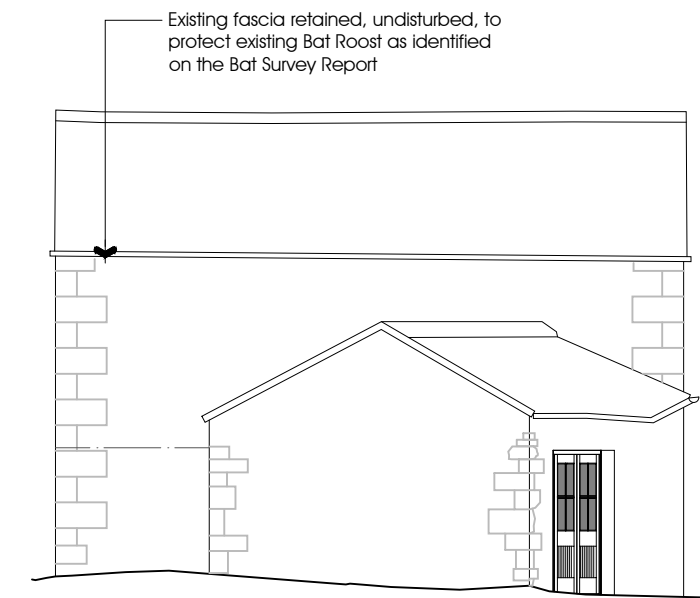 Existing fascia retained, undisturbed, to
protect existing Bat Roost as identified
on the Bat Survey Report